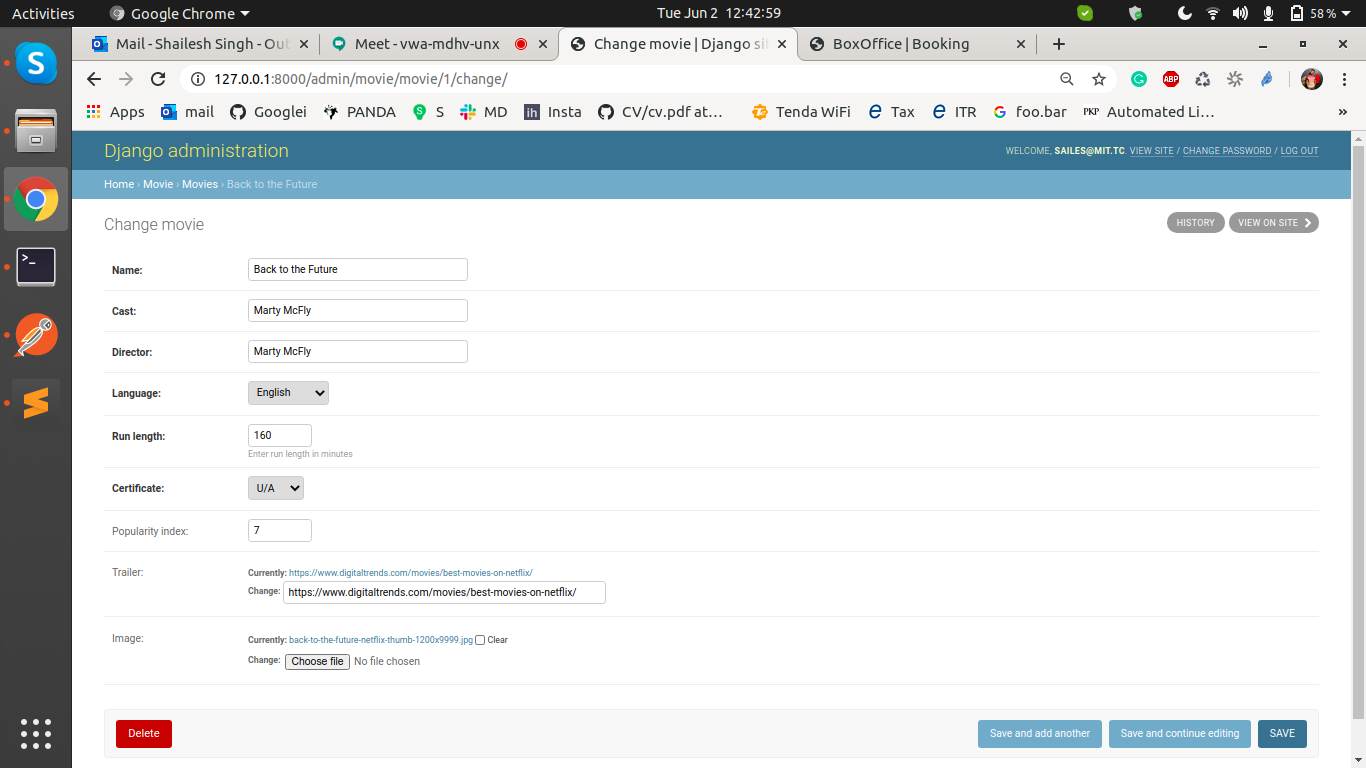 Activities Google Chrome Tue Jun 2 12:42:59 58 %
Mail - Shailesh Singh - Out Meet - vwa-mdhv-unx Change movie | Django si BoxOffice | Booking
127.0.0.1:8000/admin/movie/movie/1/change/ ABP
Apps mail Googlei PANDA S MD ih Insta CV/cv.pdf at... Tenda WiFi Tax ITR foo.bar PKP Automated Li... »
Django administration WELCOME, SAILES@MIT.TC VIEW SITE / CHANGE PASSWORD / LOG OUT
Home › Movie › Movies › Back to the Future
Change movie HISTORY VIEW ON SITE
Name: Back to the Future
Cast: Marty McFly
Director: Marty McFly
Language: English
Run length: 160
Enter run length in minutes
Certificate: U/A
Popularity index: 7
Trailer: Currently: https://www.digitaltrends.com/movies/best-movies-on-netflix/
Change: https://www.digitaltrends.com/movies/best-movies-on-netflix/
Image: Currently: back-to-the-future-netflix-thumb-1200x9999.jpg Clear
Change: Choose file No file chosen
Delete Save and add another Save and continue editing SAVE